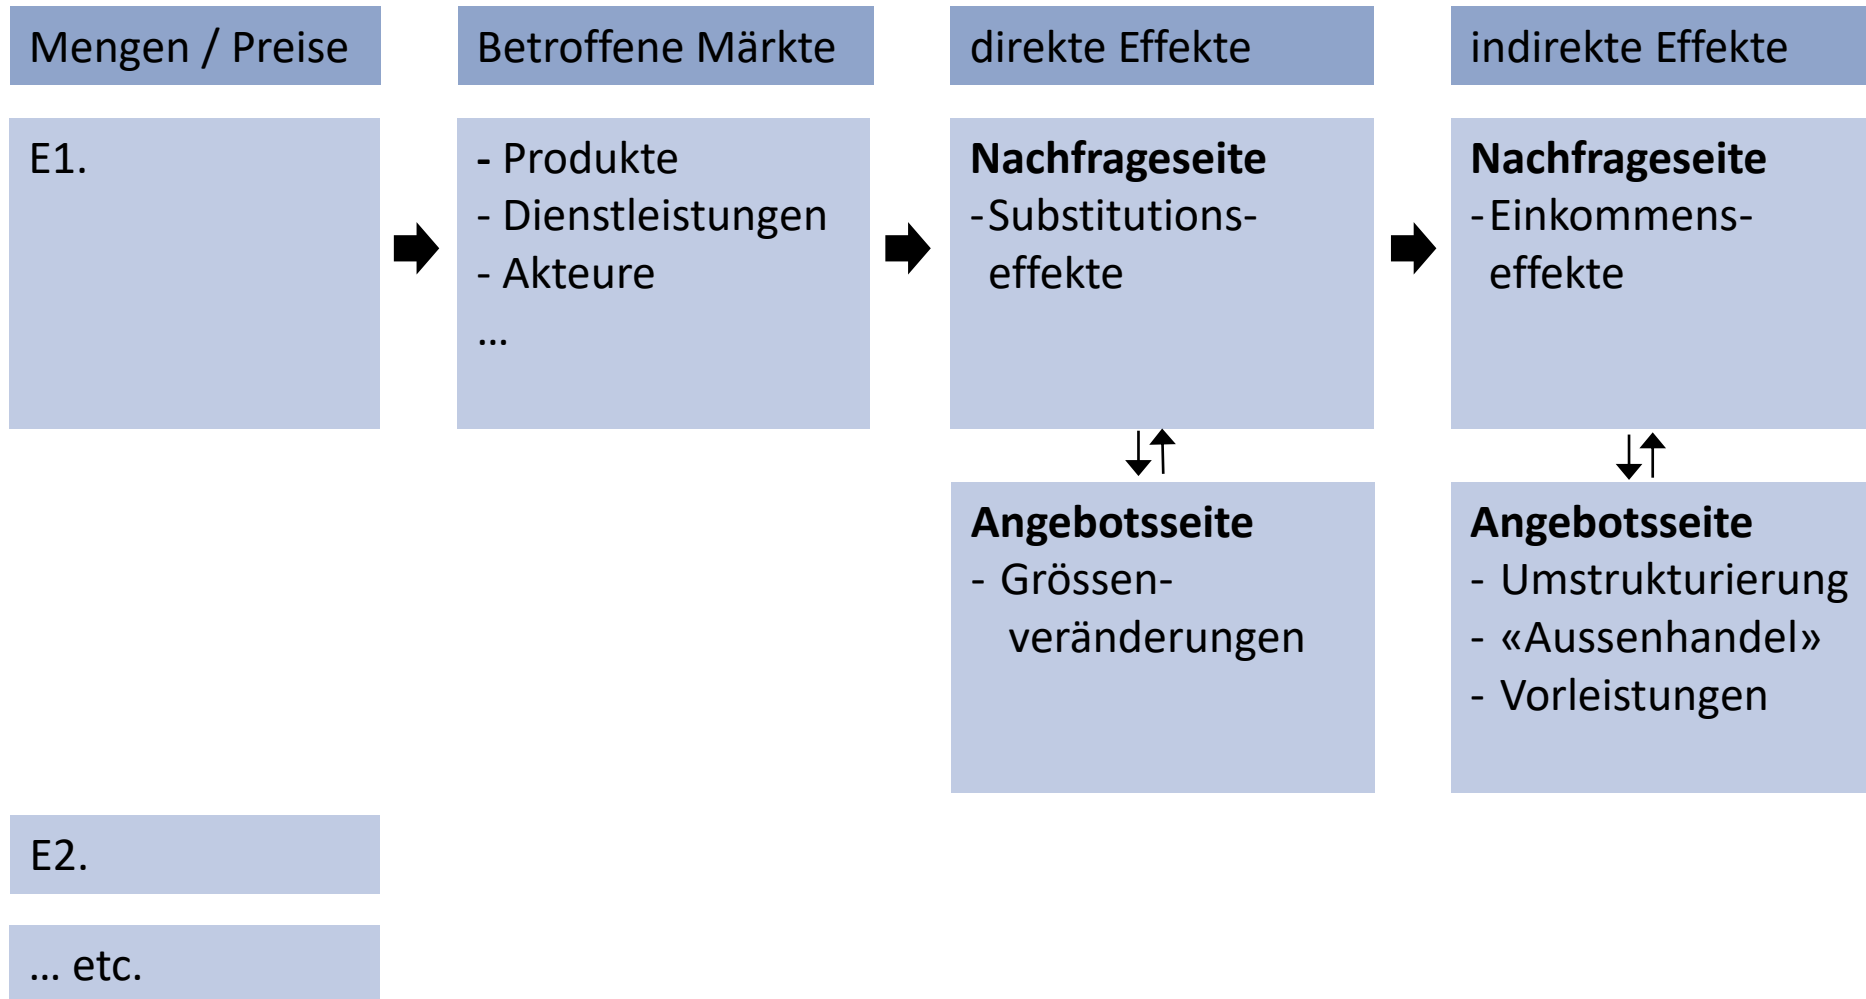 Mengen / Preise
Betroffene Märkte
direkte Effekte
indirekte Effekte
E1.
- Produkte
- Dienstleistungen
- Akteure
...
Nachfrageseite
-Substitutions-
effekte
Nachfrageseite
-Einkommens-
effekte
Angebotsseite
- Grössen-
veränderungen
Angebotsseite
- Umstrukturierung
- «Aussenhandel»
- Vorleistungen
E2.
... etc.